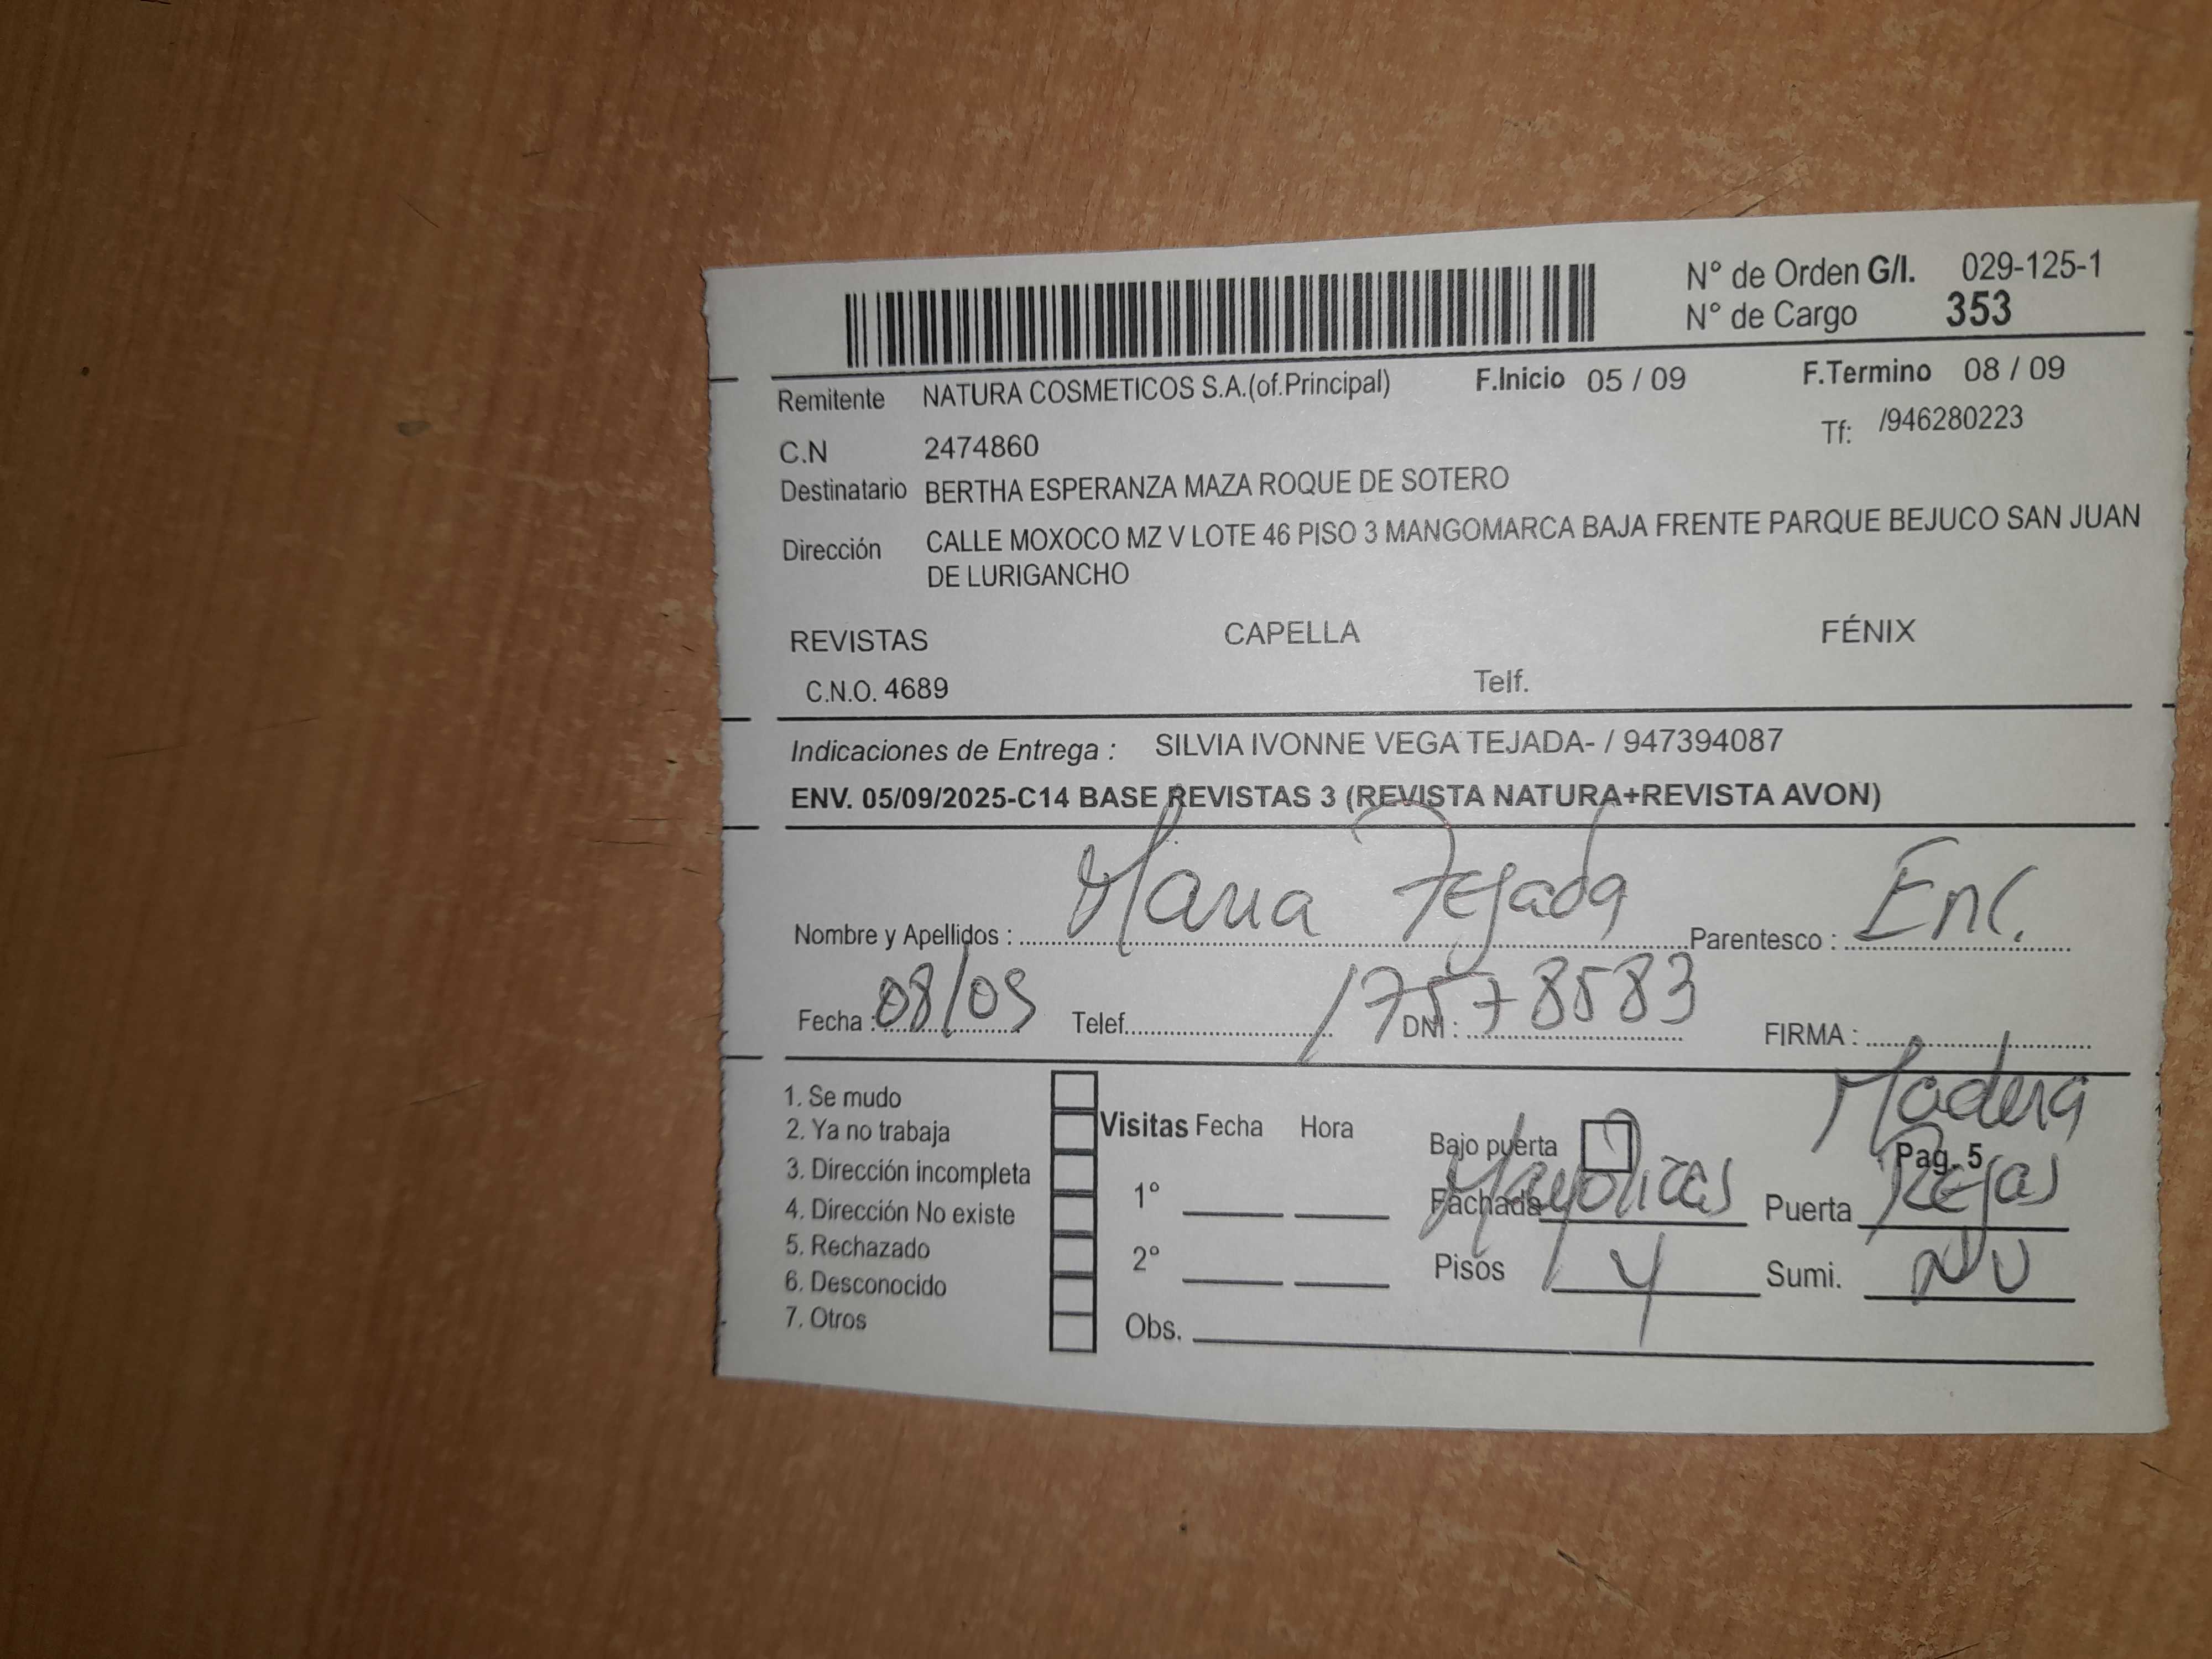 N° de Orden G/I. 029-125-1
N° de Cargo 353
Remitente NATURA COSMETICOS S.A.(of.Principal) F.Inicio 05 / 09 F.Termino 08 / 09
C.N 2474860 Tf: /946280223
Destinatario BERTHA ESPERANZA MAZA ROQUE DE SOTERO
Dirección CALLE MOXOCO MZ V LOTE 46 PISO 3 MANGOMARCA BAJA FRENTE PARQUE BEJUCO SAN JUAN
DE LURIGANCHO
REVISTAS CAPELLA FÉNIX
C.N.O. 4689 Telf.
Indicaciones de Entrega : SILVIA IVONNE VEGA TEJADA- / 947394087
ENV. 05/09/2025-C14 BASE REVISTAS 3 (REVISTA NATURA+REVISTA AVON)
Nombre y Apellidos : Maria Tejada Parentesco : Enc.
Fecha : 08/09 Telef. DNI : FIRMA :
1. Se mudo
2. Ya no trabaja
3. Dirección incompleta
4. Dirección No existe
5. Rechazado
6. Desconocido
7. Otros
Visitas Fecha Hora
1°
2°
Obs.
Bajo puerta
Madera
Pag. 5
Fachada Mayolicas Puerta Rejas
Pisos 4 Sumi. NV